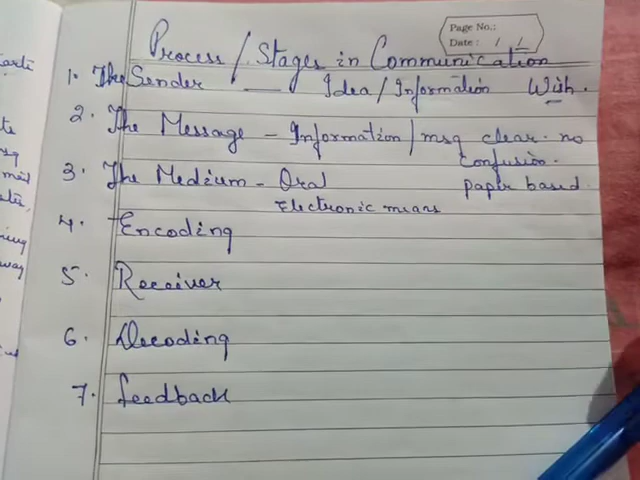 Page No.:
Date: / /
Process / Stages in Communication
1. The Sender — Idea / Information With.
2. The Message - Information / msg clear. no
confusion.
3. The Medium - Oral paper based.
Electronic means
4. Encoding
5. Receiver
6. Decoding
7. feedback